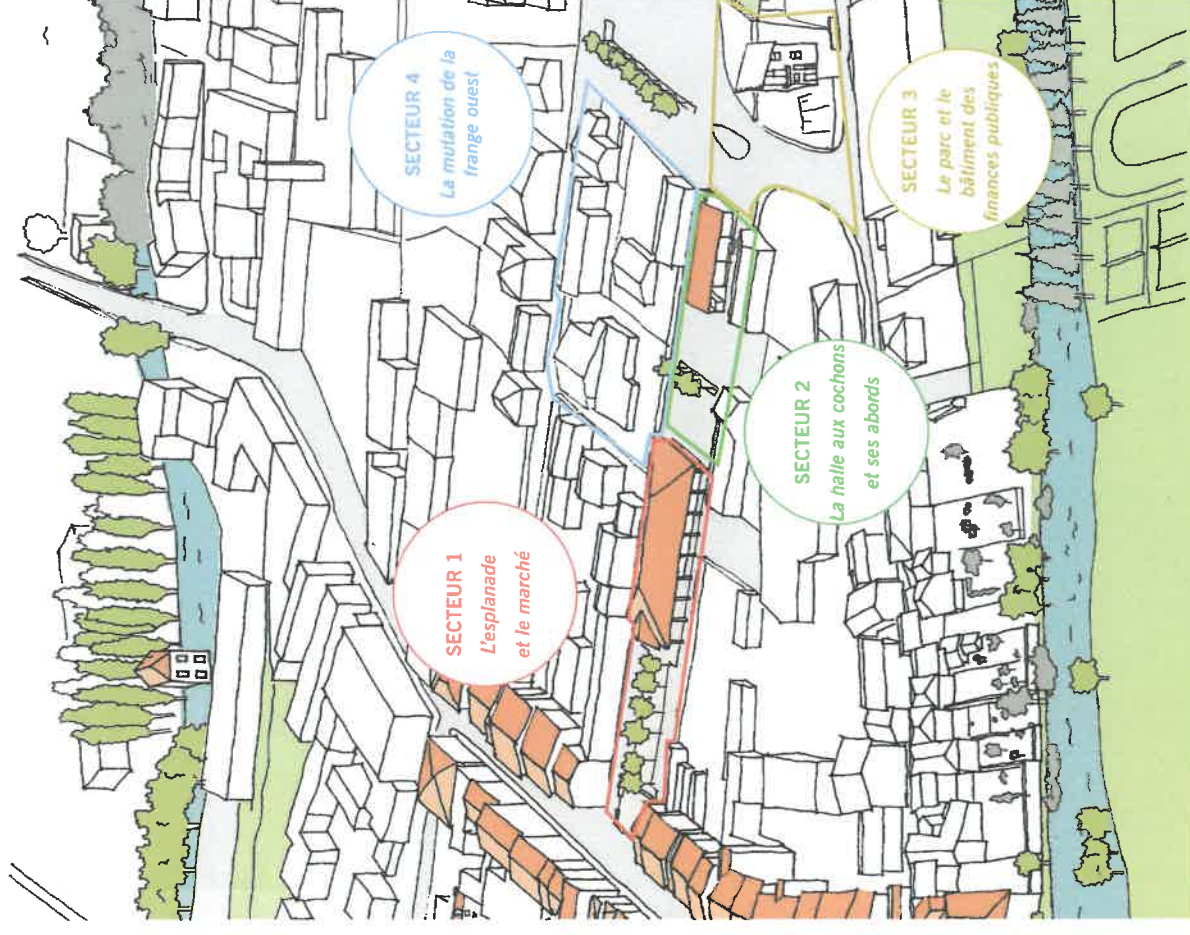 SECTEUR 1
L'esplanade
et le marché
SECTEUR 4
La mutation de la
frange ouest
SECTEUR 2
La halle aux cochons
et ses abords
SECTEUR 3
Le parc et le
bâtiment des
finances publiques